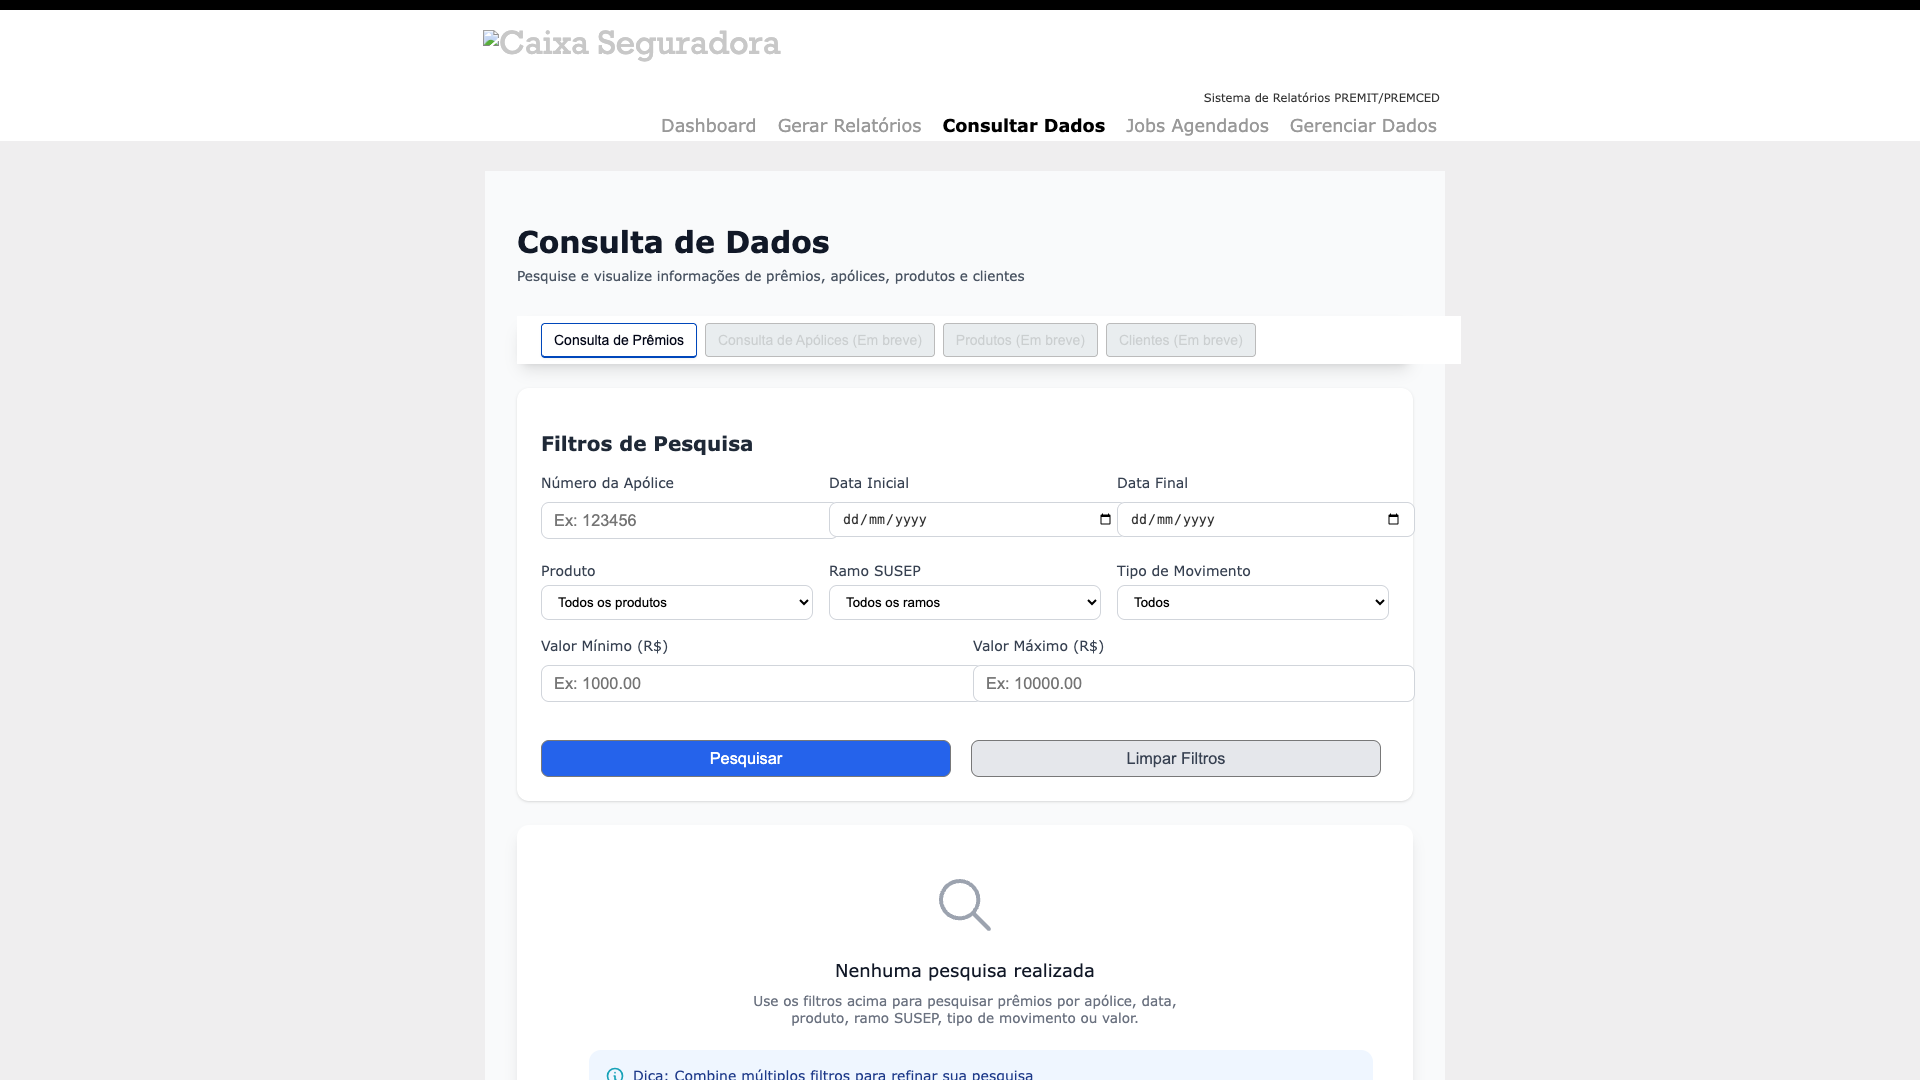 Caixa Seguradora
Sistema de Relatórios PREMIT/PREMCED
Dashboard Gerar Relatórios Consultar Dados Jobs Agendados Gerenciar Dados
Consulta de Dados
Pesquise e visualize informações de prêmios, apólices, produtos e clientes
Consulta de Prêmios Consulta de Apólices (Em breve) Produtos (Em breve) Clientes (Em breve)
Filtros de Pesquisa
Número da Apólice Data Inicial Data Final
Ex: 123456 dd/mm/yyyy dd/mm/yyyy
Produto Ramo SUSEP Tipo de Movimento
Todos os produtos Todos os ramos Todos
Valor Mínimo (R$) Valor Máximo (R$)
Ex: 1000.00 Ex: 10000.00
Pesquisar Limpar Filtros
Nenhuma pesquisa realizada
Use os filtros acima para pesquisar prêmios por apólice, data,
produto, ramo SUSEP, tipo de movimento ou valor.
Dica: Combine múltiplos filtros para refinar sua pesquisa